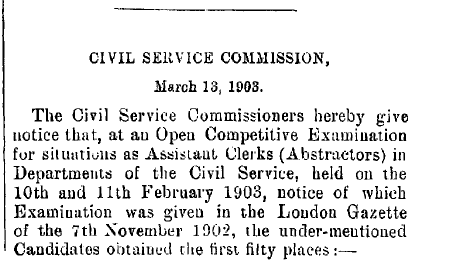 CIVIL SERVICE COMMISSION,
March 13, 1903.
The Civil Service Commissioners hereby give
notice that, at an Open Competitive Examination
for situations as Assistant Clerks (Abstractors) in
Departments of the Civil Service, held on the
10th and 11th February 1903, notice of which
Examination was given in the London Gazette
of the 7th November 1902, the under-mentioned
Candidates obtained the first fifty places:—